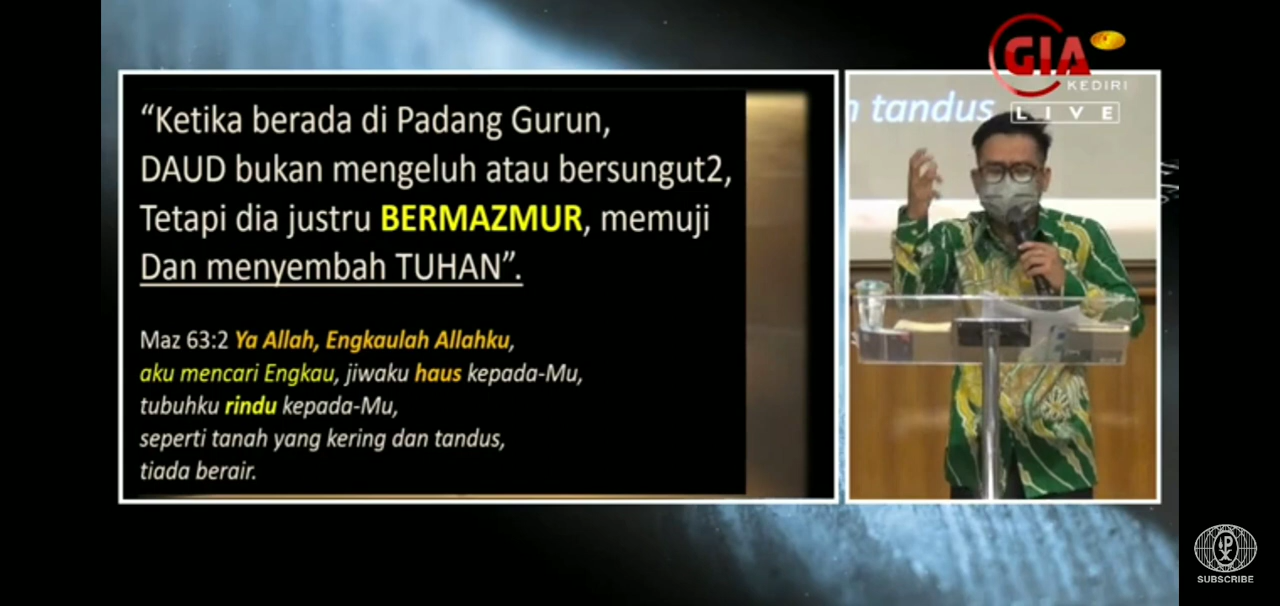 “Ketika berada di Padang Gurun,
DAUD bukan mengeluh atau bersungut2,
Tetapi dia justru BERMAZMUR, memuji
Dan menyembah TUHAN”.
Maz 63:2 Ya Allah, Engkaulah Allahku,
aku mencari Engkau, jiwaku haus kepada-Mu,
tubuhku rindu kepada-Mu,
seperti tanah yang kering dan tandus,
tiada berair.
GIA
KEDIRI
LIVE
n tandus
SUBSCRIBE